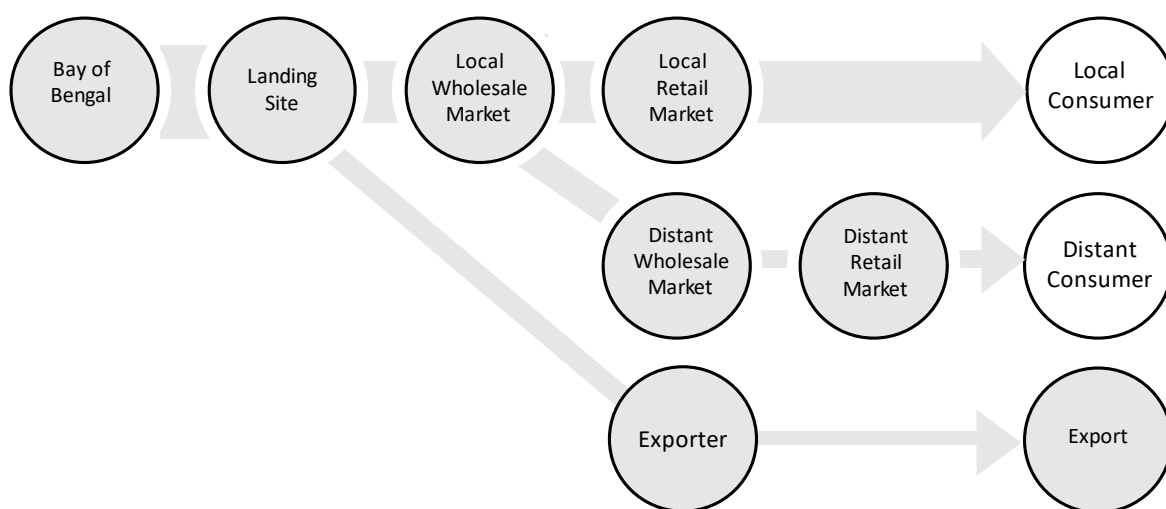 Bay of
Bengal
Landing
Site
Local
Wholesale
Market
Local
Retail
Market
Local
Consumer
Distant
Wholesale
Market
Distant
Retail
Market
Distant
Consumer
Exporter
Export